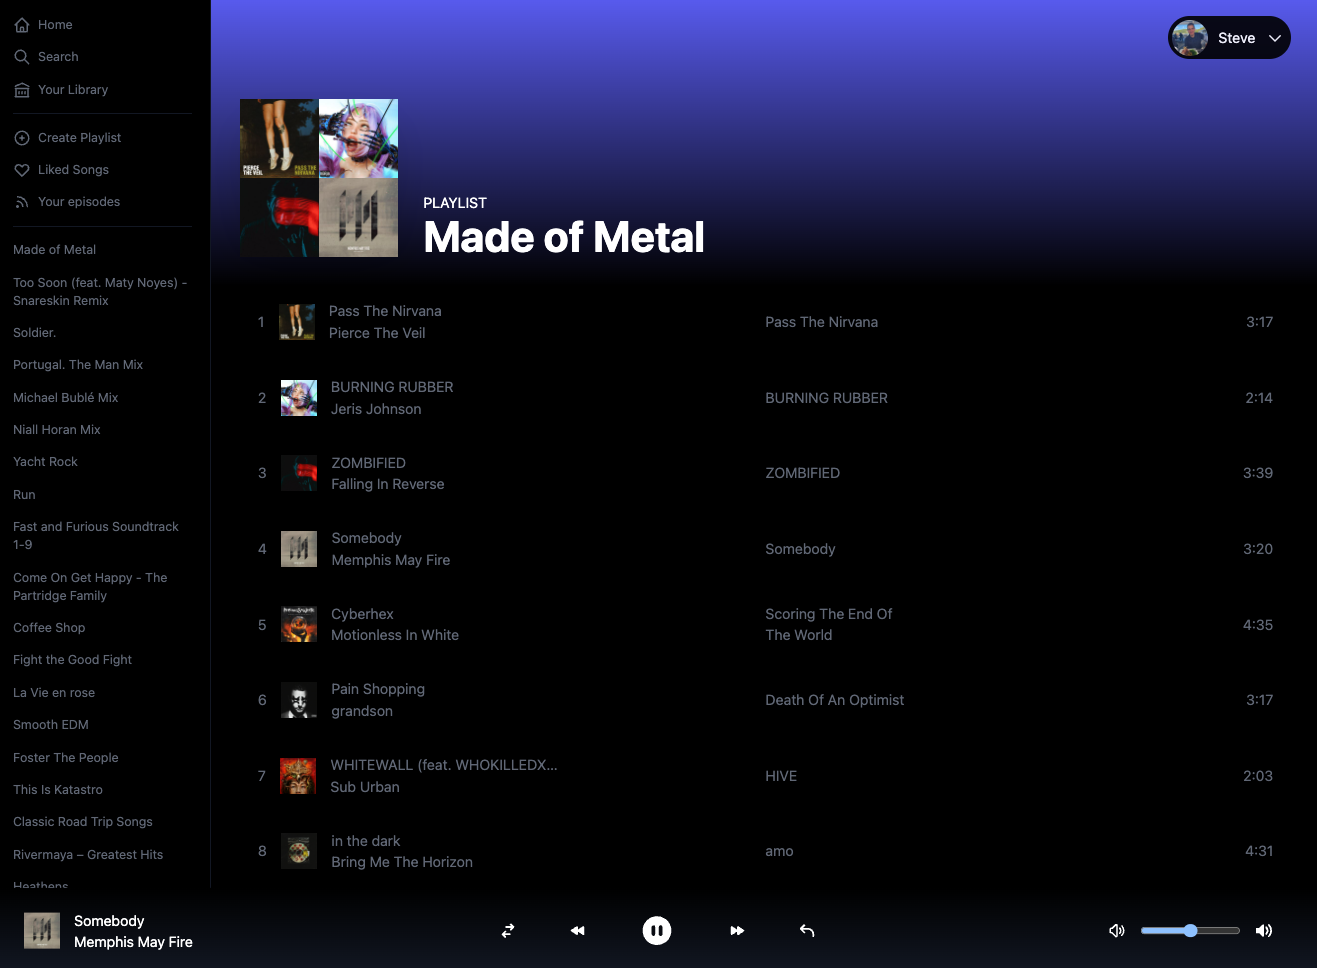 Home
Search
Your Library
Create Playlist
Liked Songs
Your episodes
Made of Metal
Too Soon (feat. Maty Noyes) -
Snareskin Remix
Soldier.
Portugal. The Man Mix
Michael Bublé Mix
Niall Horan Mix
Yacht Rock
Run
Fast and Furious Soundtrack
1-9
Come On Get Happy - The
Partridge Family
Coffee Shop
Fight the Good Fight
La Vie en rose
Smooth EDM
Foster The People
This Is Katastro
Classic Road Trip Songs
Rivermaya – Greatest Hits
Heathens
Steve
PIERCE
THE VEIL
PASS THE
NIRVANA
PLAYLIST
Made of Metal
1 Pass The Nirvana
Pierce The Veil
Pass The Nirvana
3:17
2 BURNING RUBBER
Jeris Johnson
BURNING RUBBER
2:14
3 ZOMBIFIED
Falling In Reverse
ZOMBIFIED
3:39
4 Somebody
Memphis May Fire
Somebody
3:20
5 Cyberhex
Motionless In White
Scoring The End Of
The World
4:35
6 Pain Shopping
grandson
Death Of An Optimist
3:17
7 WHITEWALL (feat. WHOKILLEDX...
Sub Urban
HIVE
2:03
8 in the dark
Bring Me The Horizon
amo
4:31
Somebody
Memphis May Fire